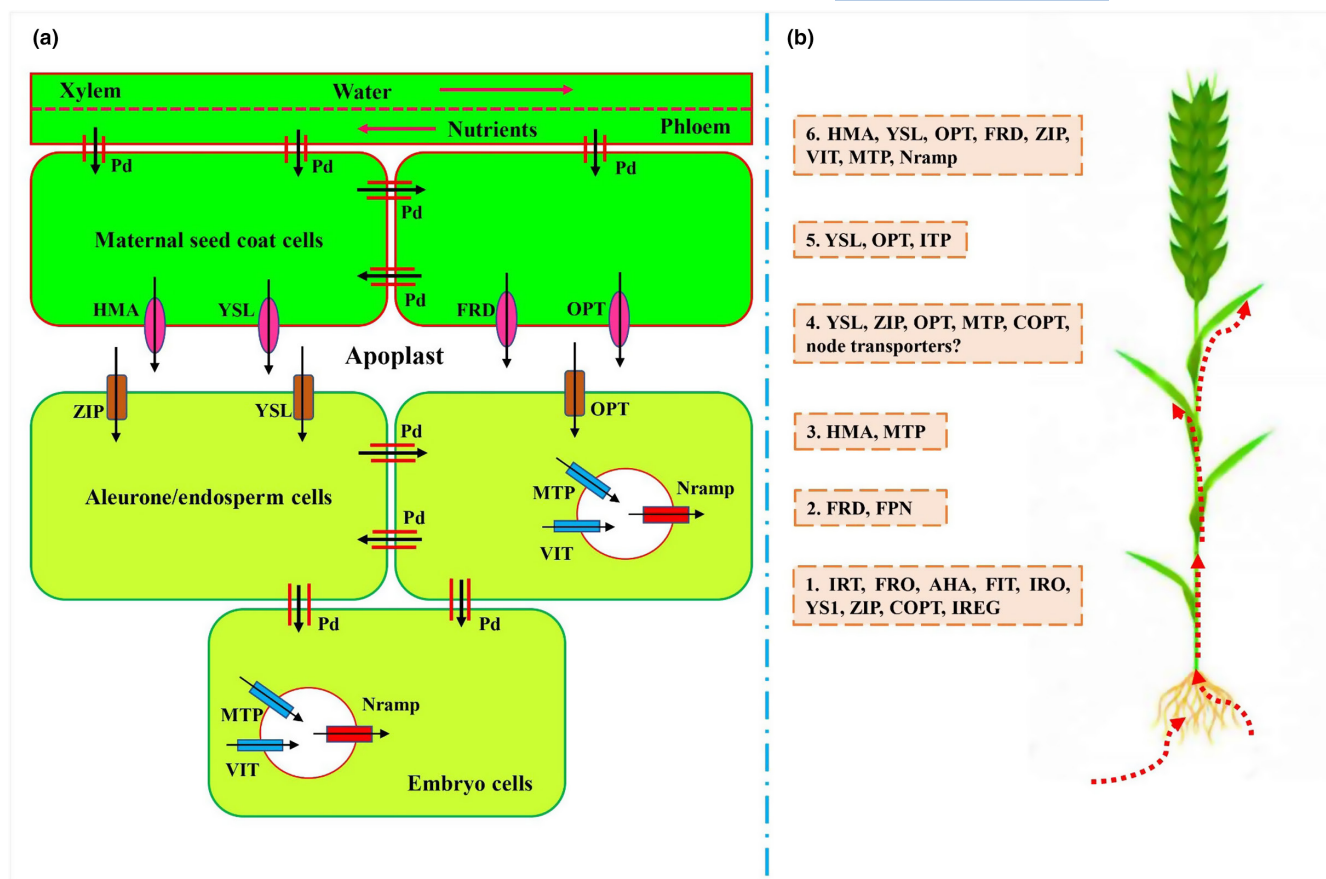 (a)
Xylem
Water
Nutrients
Phloem
Pd
Pd
Pd
Pd
Maternal seed coat cells
Pd
HMA
YSL
FRD
OPT
Apoplast
ZIP
YSL
OPT
Pd
Aleurone/endosperm cells
MTP
Nramp
Pd
VIT
Pd
Pd
MTP
Nramp
VIT
Embryo cells
(b)
6. HMA, YSL, OPT, FRD, ZIP,
VIT, MTP, Nramp
5. YSL, OPT, ITP
4. YSL, ZIP, OPT, MTP, COPT,
node transporters?
3. HMA, MTP
2. FRD, FPN
1. IRT, FRO, AHA, FIT, IRO,
YS1, ZIP, COPT, IREG